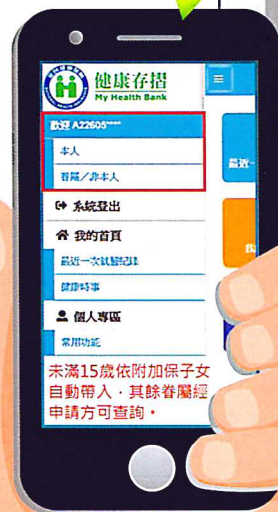 健康存摺
My Health Bank
歡迎 A22605****
本人
眷屬／非本人
系統登出
我的首頁
最近一次就醫紀錄
健康時事
個人專區
常用功能
最近一
未滿15歲依附加保子女
自動帶入，其餘眷屬經
申請方可查詢。